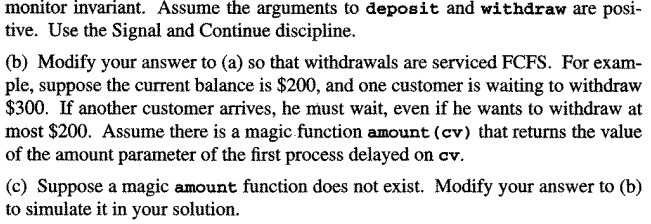 monitor invariant. Assume the arguments to deposit and withdraw are posi-
tive. Use the Signal and Continue discipline.
(b) Modify your answer to (a) so that withdrawals are serviced FCFS. For exam-
ple, suppose the current balance is $200, and one customer is waiting to withdraw
$300. If another customer arrives, he must wait, even if he wants to withdraw at
most $200. Assume there is a magic function amount(cv) that returns the value
of the amount parameter of the first process delayed on cv.
(c) Suppose a magic amount function does not exist. Modify your answer to (b)
to simulate it in your solution.